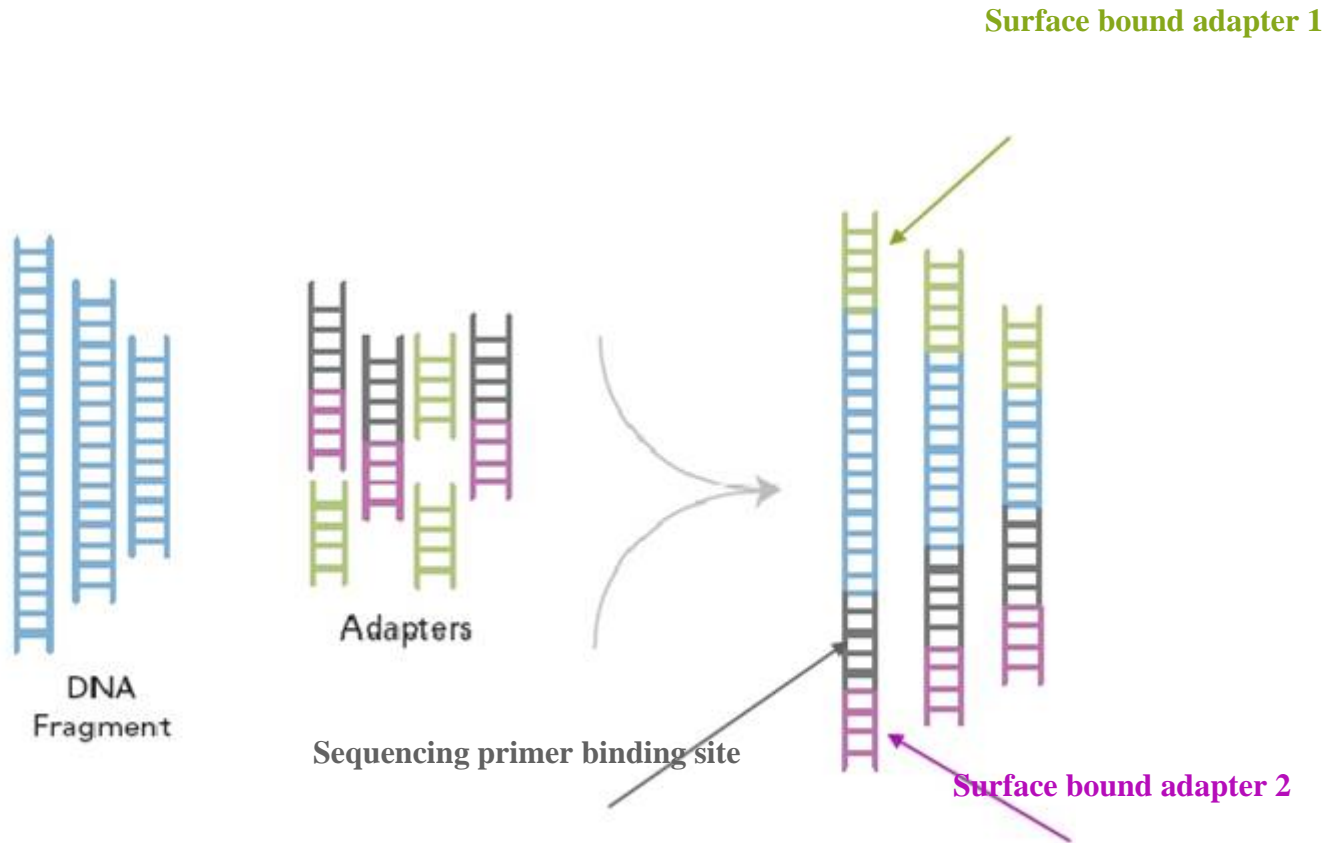 Surface bound adapter 1
Adapters
DNA
Fragment
Sequencing primer binding site
Surface bound adapter 2